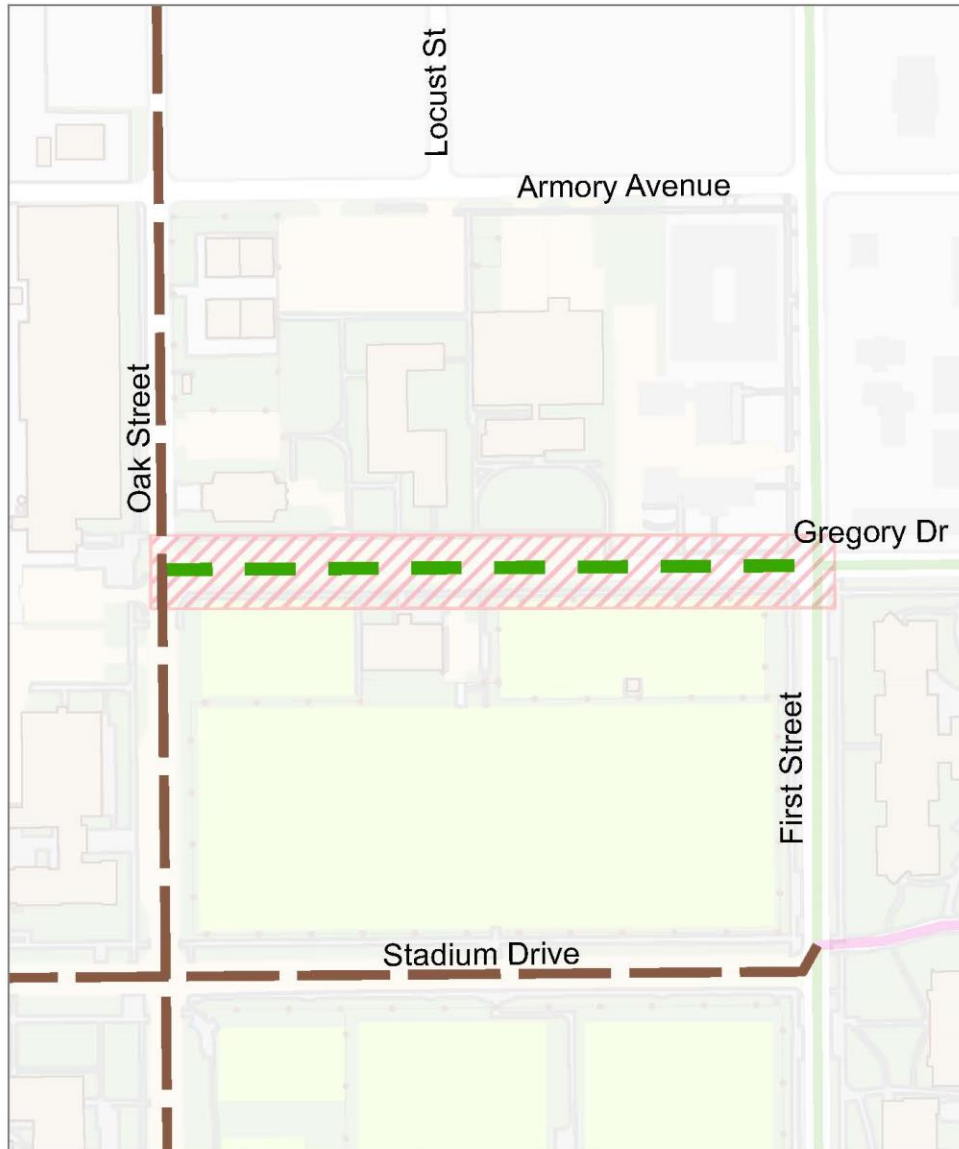 Locust St
Armory Avenue
Oak Street
Gregory Dr
First Street
Stadium Drive